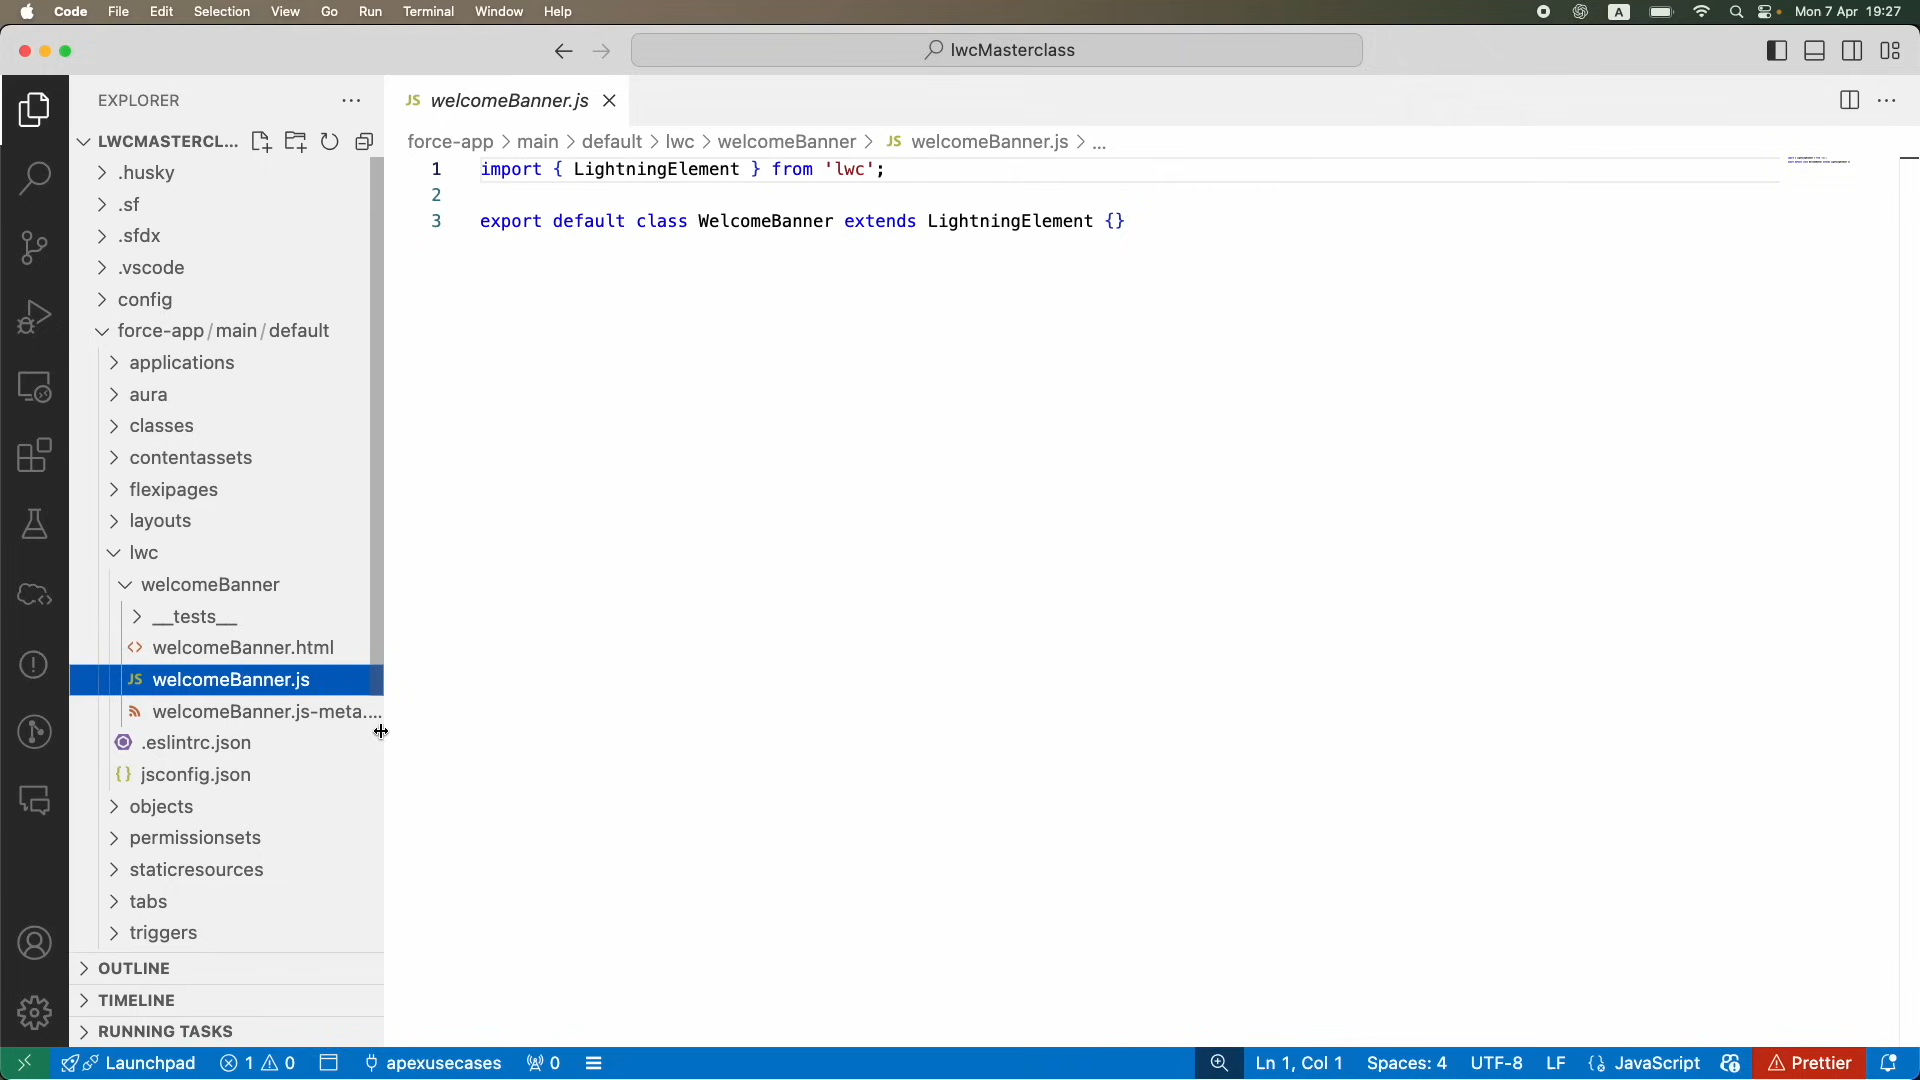 Code File Edit Selection View Go Run Terminal Window Help A Mon 7 Apr 19:27
lwcMasterclass
EXPLORER ...
JS welcomeBanner.js
LWCMASTERCL...
force-app > main > default > lwc > welcomeBanner > JS welcomeBanner.js > ...
.husky
.sf
.sfdx
.vscode
config
force-app/main/default
applications
aura
classes
contentassets
flexipages
layouts
lwc
welcomeBanner
__tests__
<> welcomeBanner.html
JS welcomeBanner.js
welcomeBanner.js-meta....
.eslintrc.json
{} jsconfig.json
objects
permissionsets
staticresources
tabs
triggers
OUTLINE
TIMELINE
RUNNING TASKS
1 import { LightningElement } from 'lwc';
2
3 export default class WelcomeBanner extends LightningElement {}
Launchpad 1 0 apexusecases 0 Ln 1, Col 1 Spaces: 4 UTF-8 LF {} JavaScript Prettier